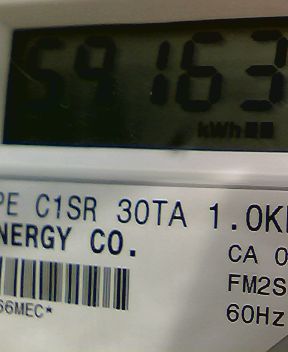 59163
kWh
PE C1SR 30TA 1.0K
NERGY CO.
CA 0
FM2S
66MEC*
60Hz